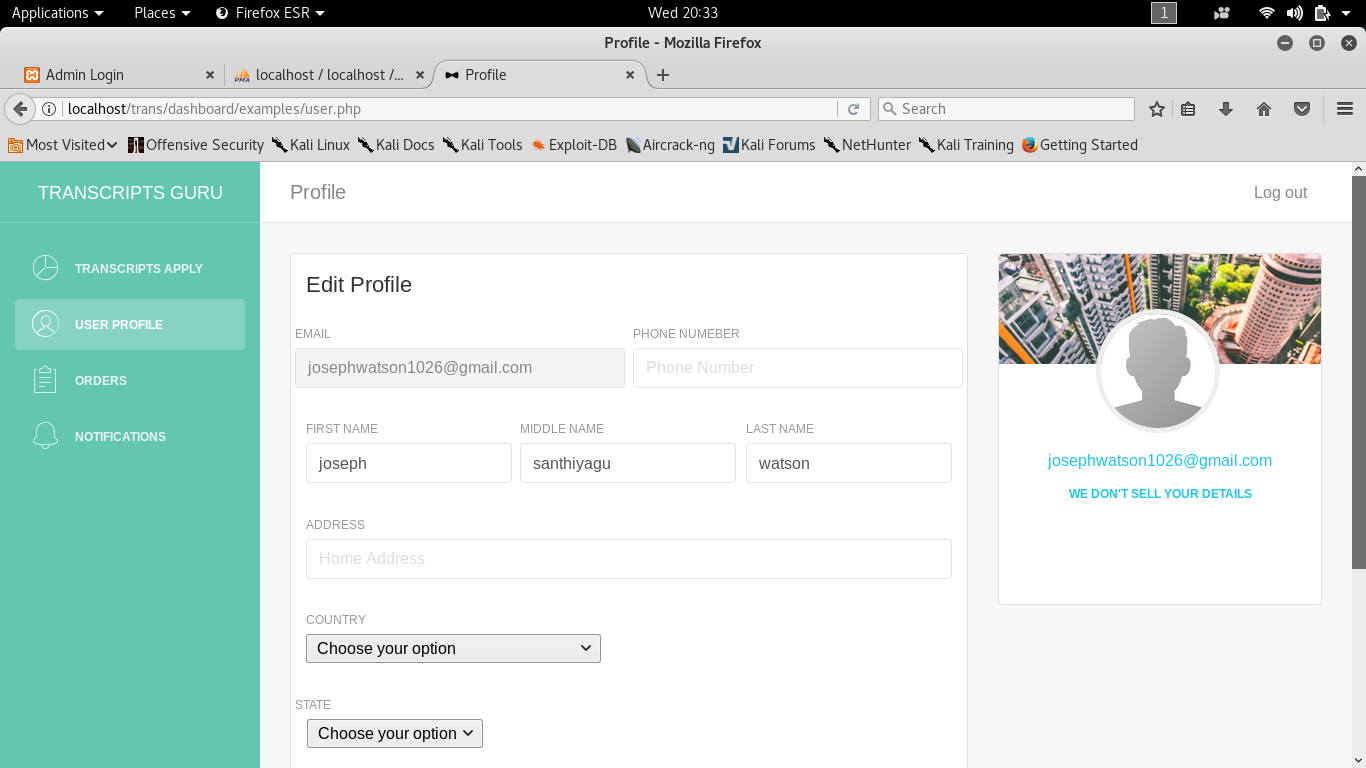 Applications Places Firefox ESR Wed 20:33 1
Profile - Mozilla Firefox
Admin Login localhost / localhost /... Profile
localhost/trans/dashboard/examples/user.php Search
Most Visited Offensive Security Kali Linux Kali Docs Kali Tools Exploit-DB Aircrack-ng Kali Forums NetHunter Kali Training Getting Started
TRANSCRIPTS GURU Profile Log out
TRANSCRIPTS APPLY
USER PROFILE
ORDERS
NOTIFICATIONS
Edit Profile
EMAIL PHONE NUMEBER
josephwatson1026@gmail.com Phone Number
FIRST NAME MIDDLE NAME LAST NAME
joseph santhiyagu watson
ADDRESS
Home Address
COUNTRY
Choose your option
STATE
Choose your option
josephwatson1026@gmail.com
WE DON'T SELL YOUR DETAILS